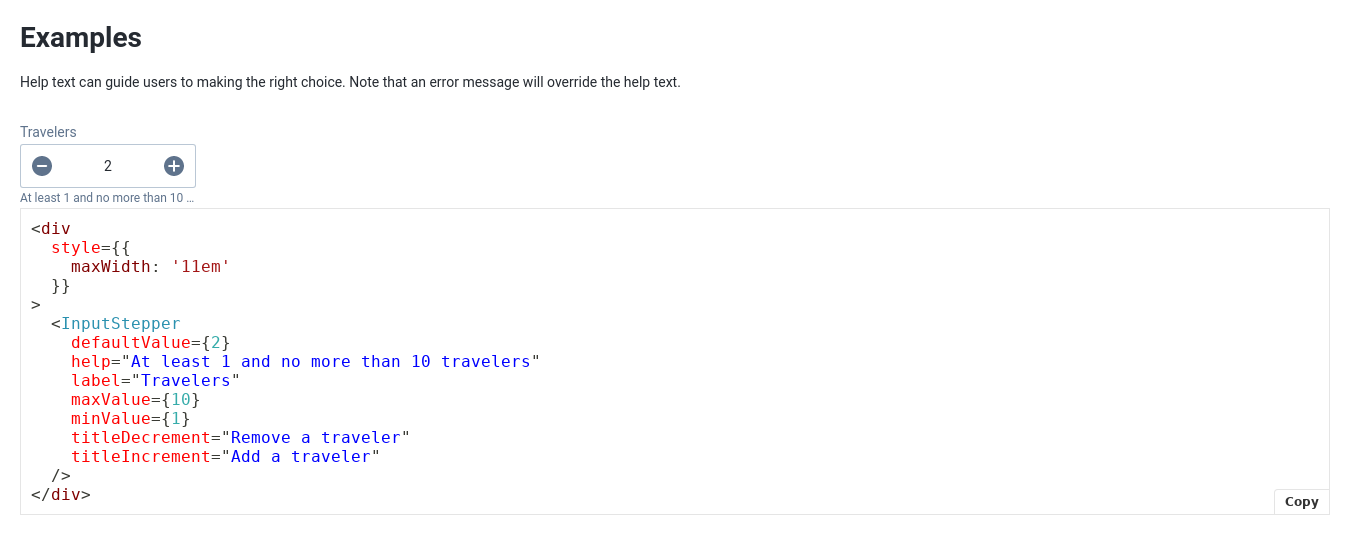 Examples
Help text can guide users to making the right choice. Note that an error message will override the help text.
Travelers
2
At least 1 and no more than 10 ...
<div
  style={{
    maxWidth: '11em'
  }}
>
  <InputStepper
    defaultValue={2}
    help="At least 1 and no more than 10 travelers"
    label="Travelers"
    maxValue={10}
    minValue={1}
    titleDecrement="Remove a traveler"
    titleIncrement="Add a traveler"
  />
</div>
Copy